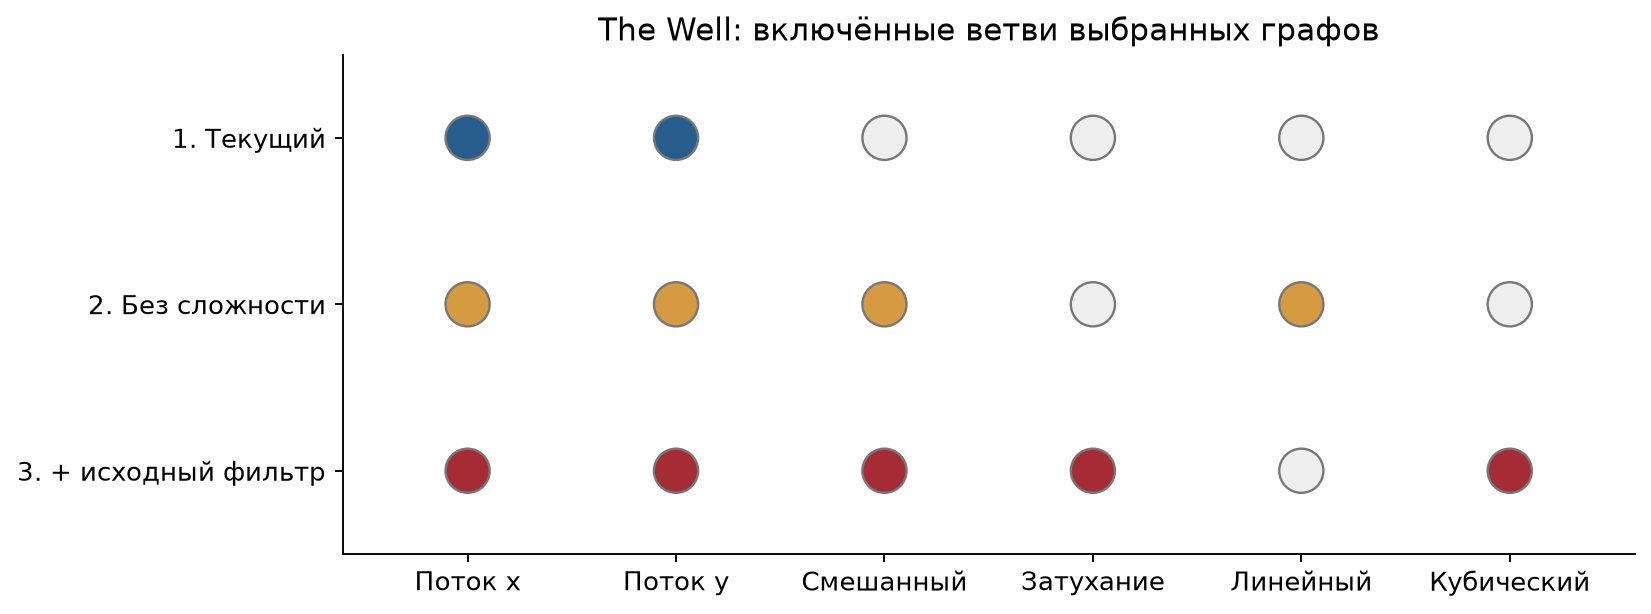 The Well: включённые ветви выбранных графов
1. Текущий
2. Без сложности
3. + исходный фильтр
Поток x
Поток y
Смешанный
Затухание
Линейный
Кубический